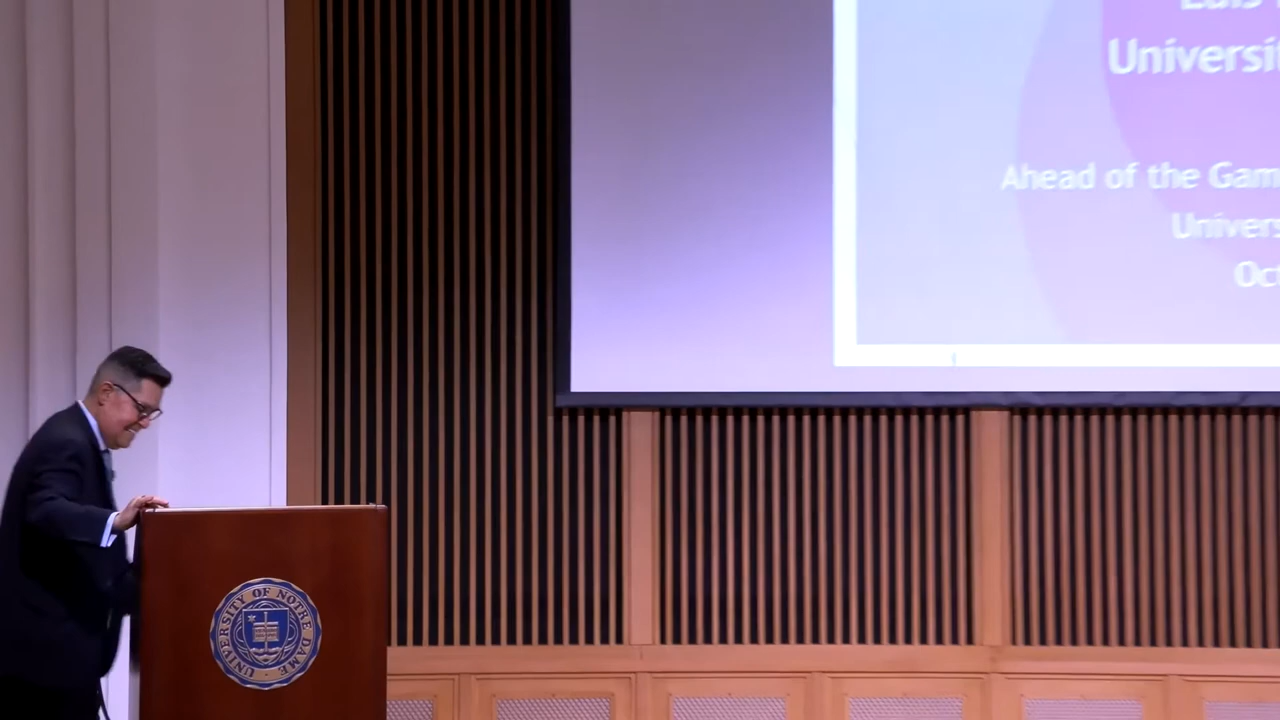 Universi
Ahead of the Gam
Univers
Oct
UNIVERSITY OF NOTRE DAME